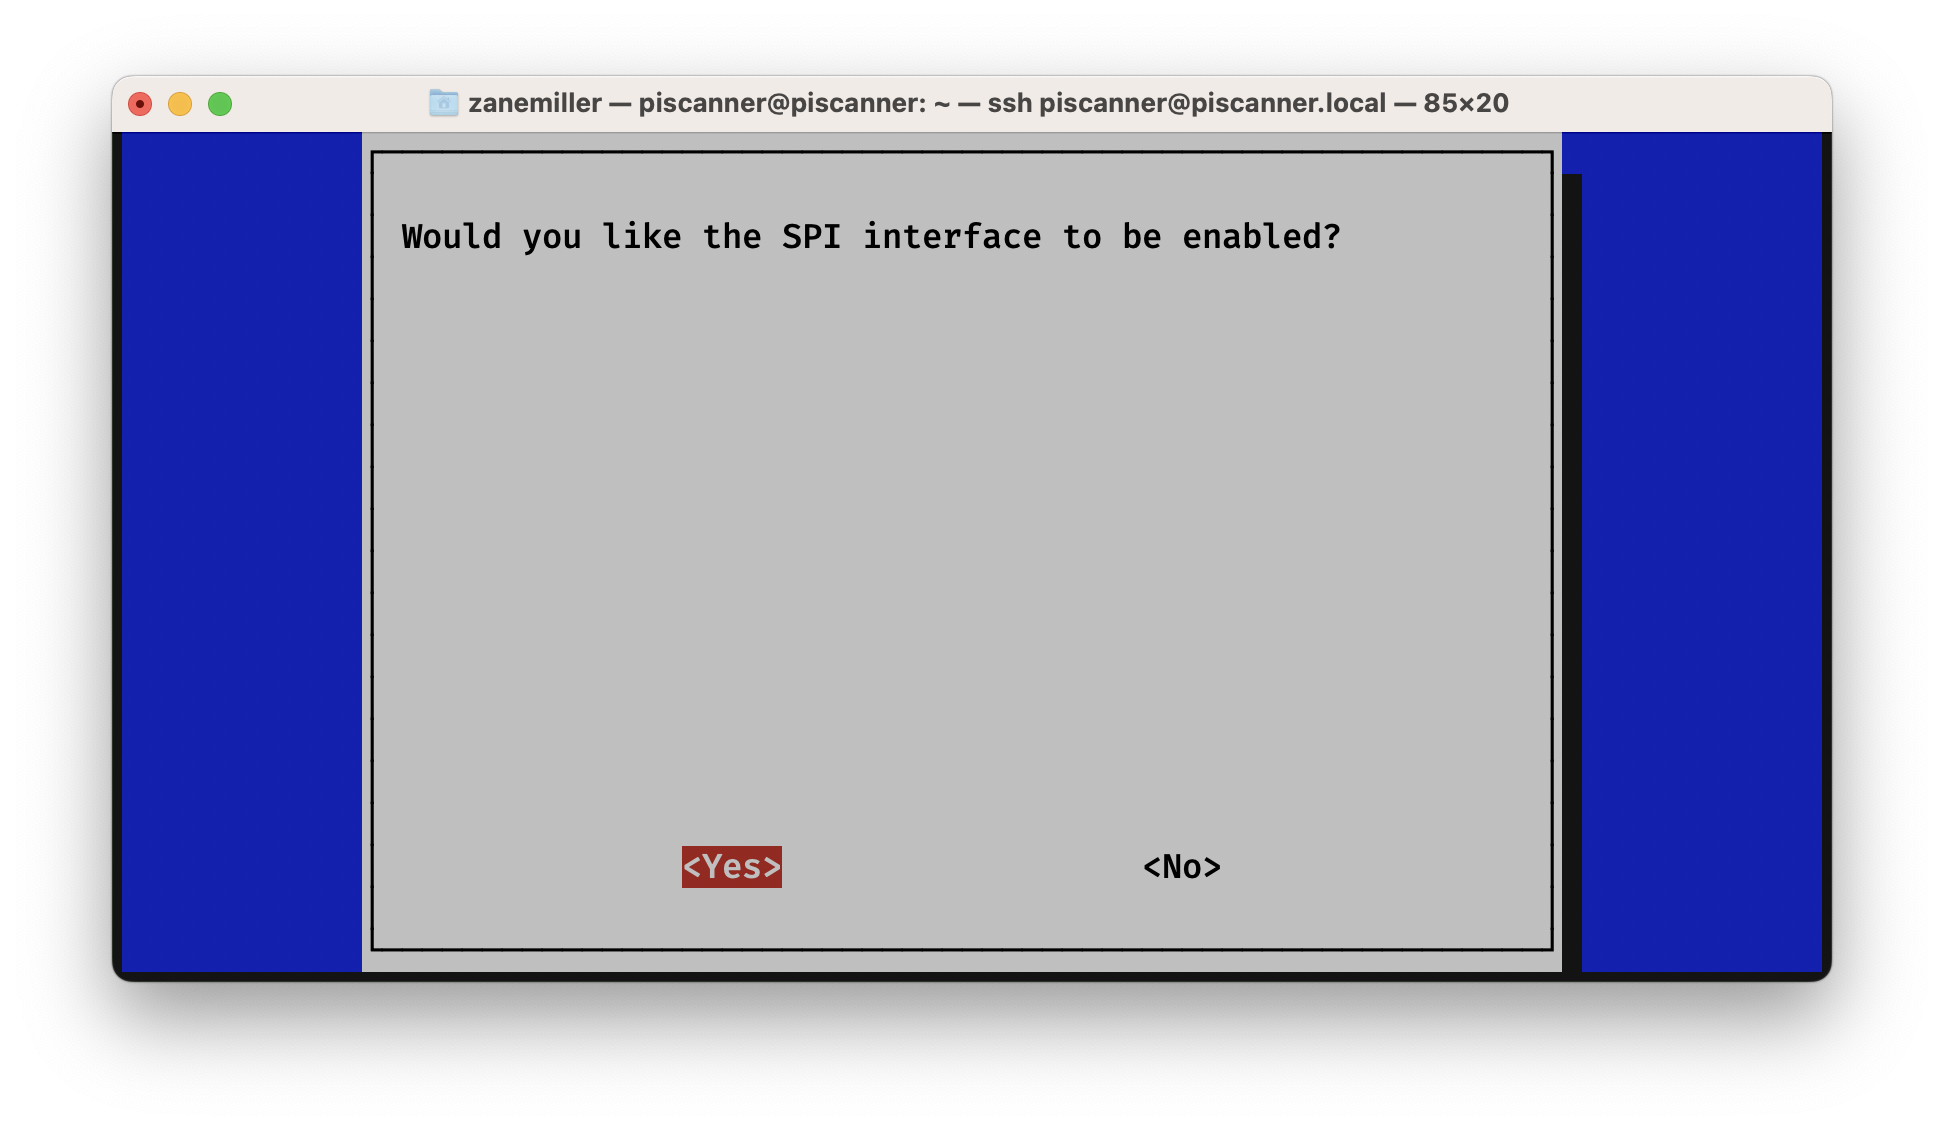 zanemiller — piscanner@piscanner: ~ — ssh piscanner@piscanner.local — 85×20
Would you like the SPI interface to be enabled?
<Yes> <No>